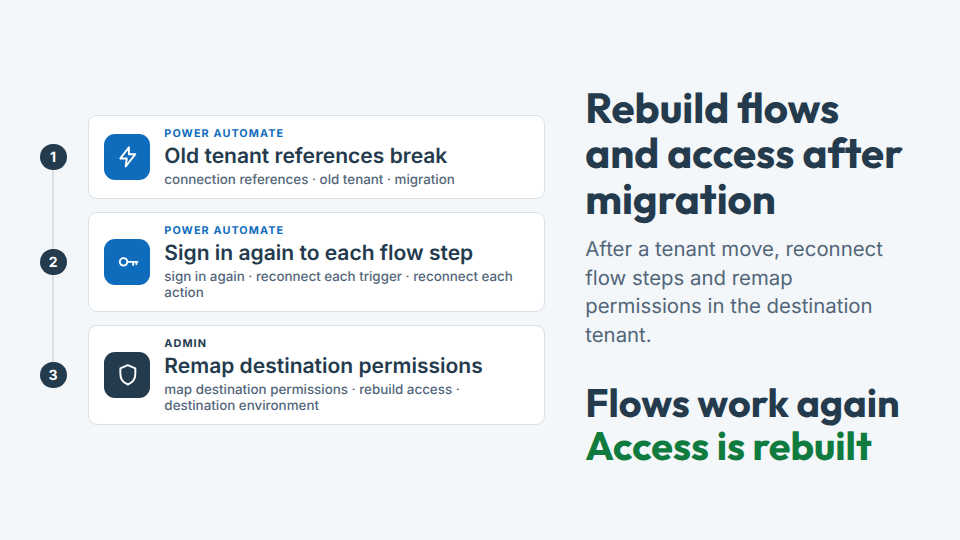 1
POWER AUTOMATE
Old tenant references break
connection references · old tenant · migration
2
POWER AUTOMATE
Sign in again to each flow step
sign in again · reconnect each trigger · reconnect each
action
3
ADMIN
Remap destination permissions
map destination permissions · rebuild access ·
destination environment
Rebuild flows
and access after
migration
After a tenant move, reconnect
flow steps and remap
permissions in the destination
tenant.
Flows work again
Access is rebuilt